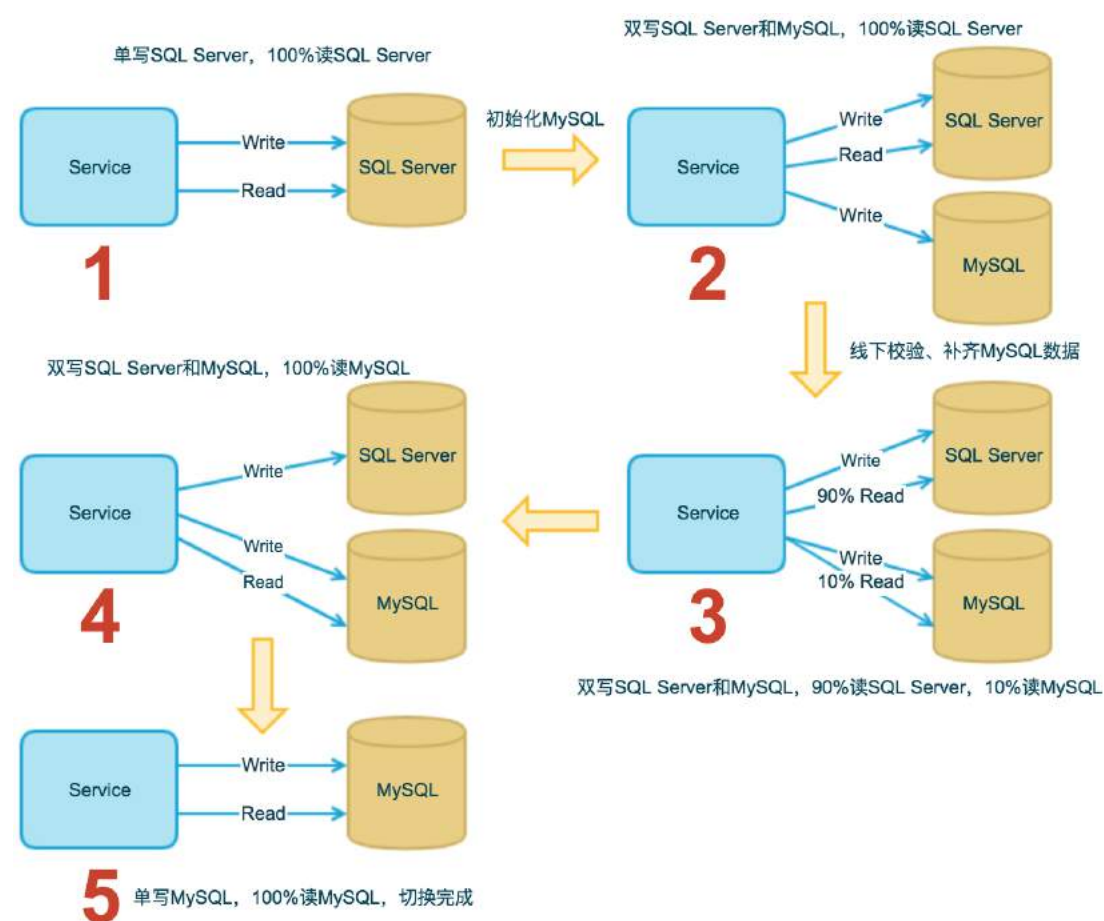 单写SQL Server，100%读SQL Server
Service
Write
Read
SQL Server
1
初始化MySQL
双写SQL Server和MySQL，100%读SQL Server
Service
Write
Read
Write
SQL Server
MySQL
2
线下校验、补齐MySQL数据
Service
Write
90% Read
Write
10% Read
SQL Server
MySQL
3
双写SQL Server和MySQL，90%读SQL Server，10%读MySQL
双写SQL Server和MySQL，100%读MySQL
Service
Write
Write
Read
SQL Server
MySQL
4
Service
Write
Read
MySQL
5
单写MySQL，100%读MySQL，切换完成